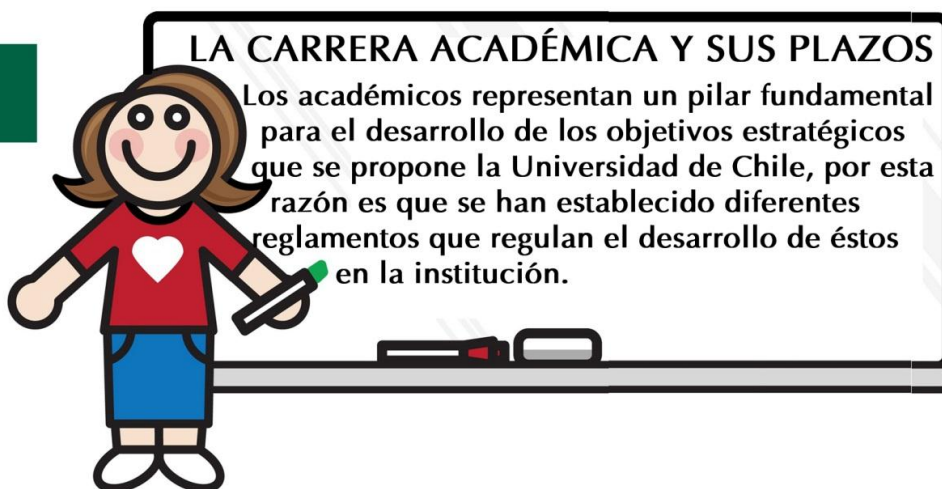 LA CARRERA ACADÉMICA Y SUS PLAZOS
Los académicos representan un pilar fundamental
para el desarrollo de los objetivos estratégicos
que se propone la Universidad de Chile, por esta
razón es que se han establecido diferentes
reglamentos que regulan el desarrollo de éstos
en la institución.